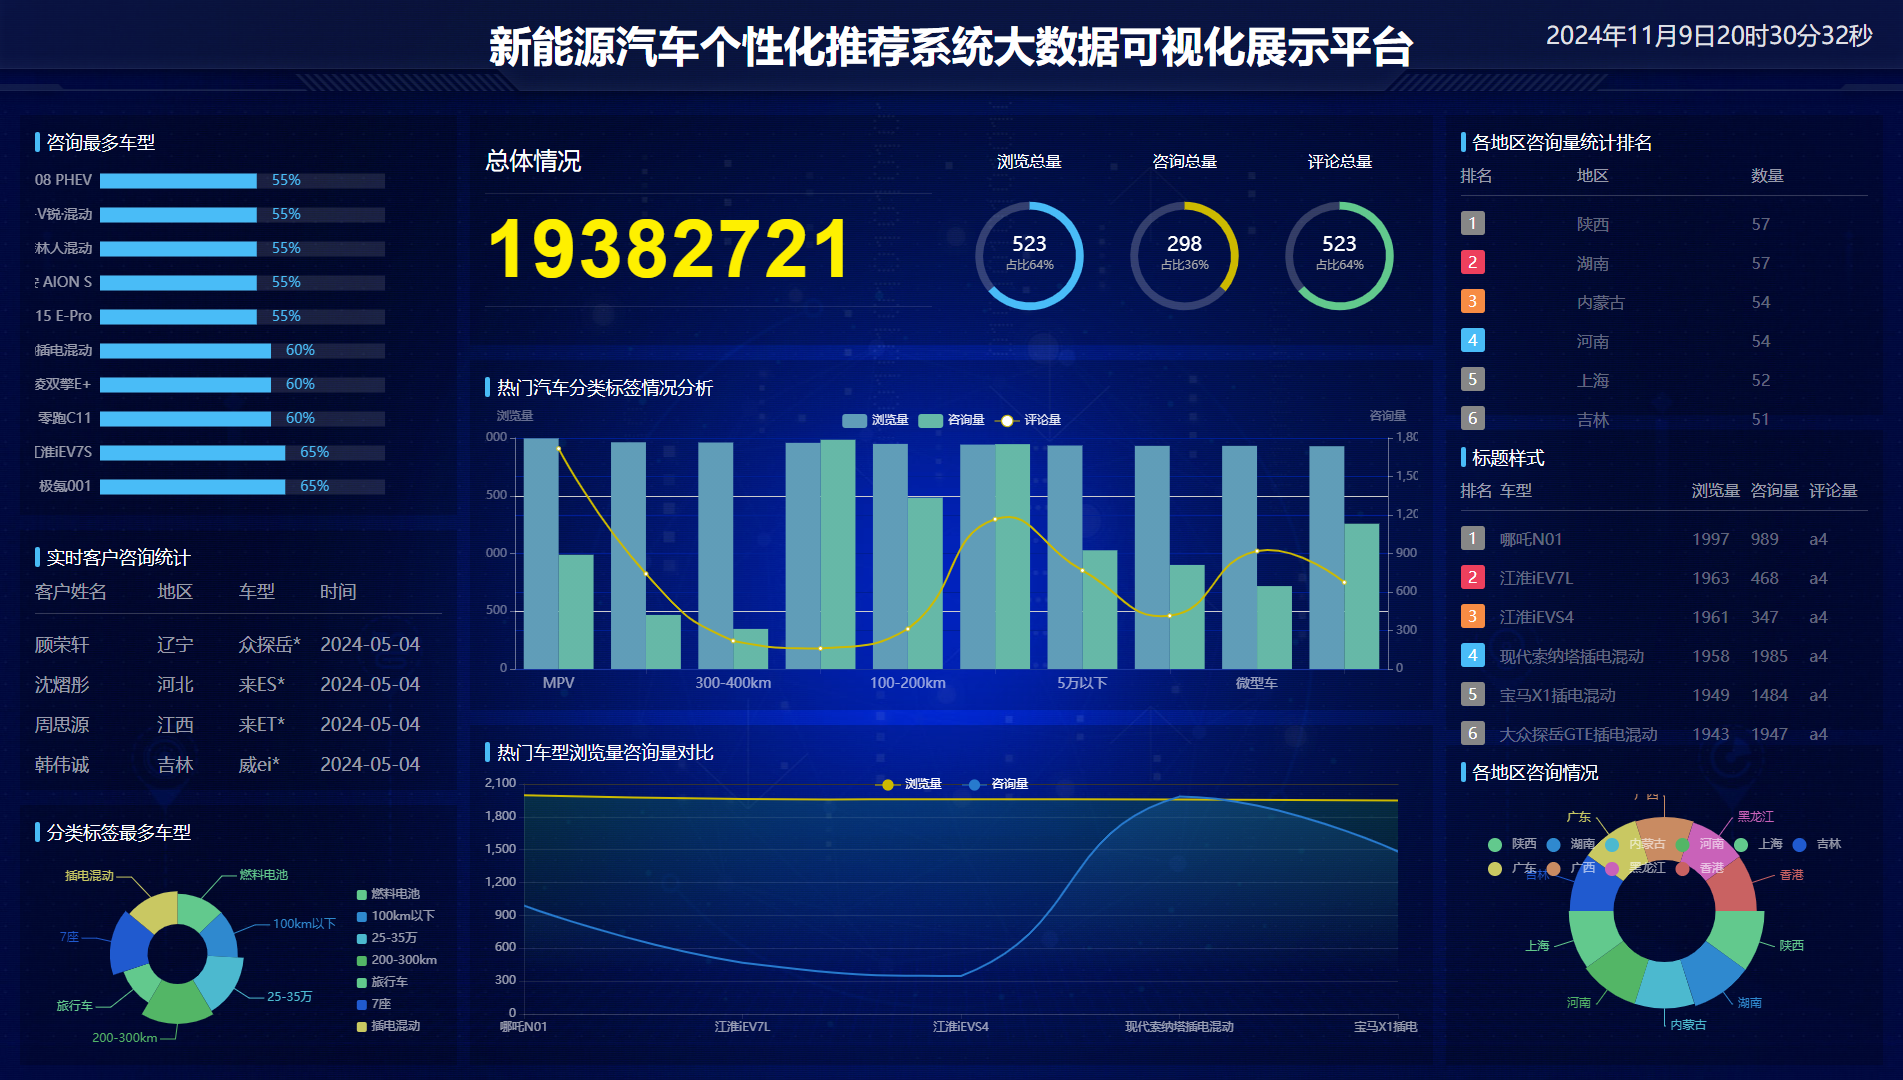 新能源汽车个性化推荐系统大数据可视化展示平台
2024年11月9日20时30分32秒
咨询最多车型
08 PHEV 55%
V锐·混动 55%
林人混动 55%
AION S 55%
15 E-Pro 55%
插电混动 60%
凌双擎E+ 60%
零跑C11 60%
淮iEV7S 65%
极氪001 65%
实时客户咨询统计
客户姓名 地区 车型 时间
顾荣轩 辽宁 众探岳* 2024-05-04
沈熠彤 河北 来ES* 2024-05-04
周思源 江西 来ET* 2024-05-04
韩伟诚 吉林 威ei* 2024-05-04
分类标签最多车型
插电混动
燃料电池
100km以下
7座
25-35万
旅行车
200-300km
燃料电池
100km以下
25-35万
200-300km
旅行车
7座
插电混动
总体情况
19382721
浏览总量 咨询总量 评论总量
523 298 523
占比64% 占比36% 占比64%
热门汽车分类标签情况分析
浏览量 咨询量
浏览量 咨询量 评论量
000
500
000
500
0
1,80
1,50
1,20
900
600
300
0
MPV 300-400km 100-200km 5万以下 微型车
热门车型浏览量咨询量对比
浏览量 咨询量
2,100
1,800
1,500
1,200
900
600
300
0
哪吒N01 江淮iEV7L 江淮iEVS4 现代索纳塔插电混动 宝马X1插电
各地区咨询量统计排名
排名 地区 数量
1 陕西 57
2 湖南 57
3 内蒙古 54
4 河南 54
5 上海 52
6 吉林 51
标题样式
排名 车型 浏览量 咨询量 评论量
1 哪吒N01 1997 989 a4
2 江淮iEV7L 1963 468 a4
3 江淮iEVS4 1961 347 a4
4 现代索纳塔插电混动 1958 1985 a4
5 宝马X1插电混动 1949 1484 a4
6 大众探岳GTE插电混动 1943 1947 a4
各地区咨询情况
广西
广东 黑龙江
陕西 湖南 内蒙古 河南 上海 吉林
广东 广西 黑龙江 香港
吉林 香港
上海 陕西
河南 湖南
内蒙古